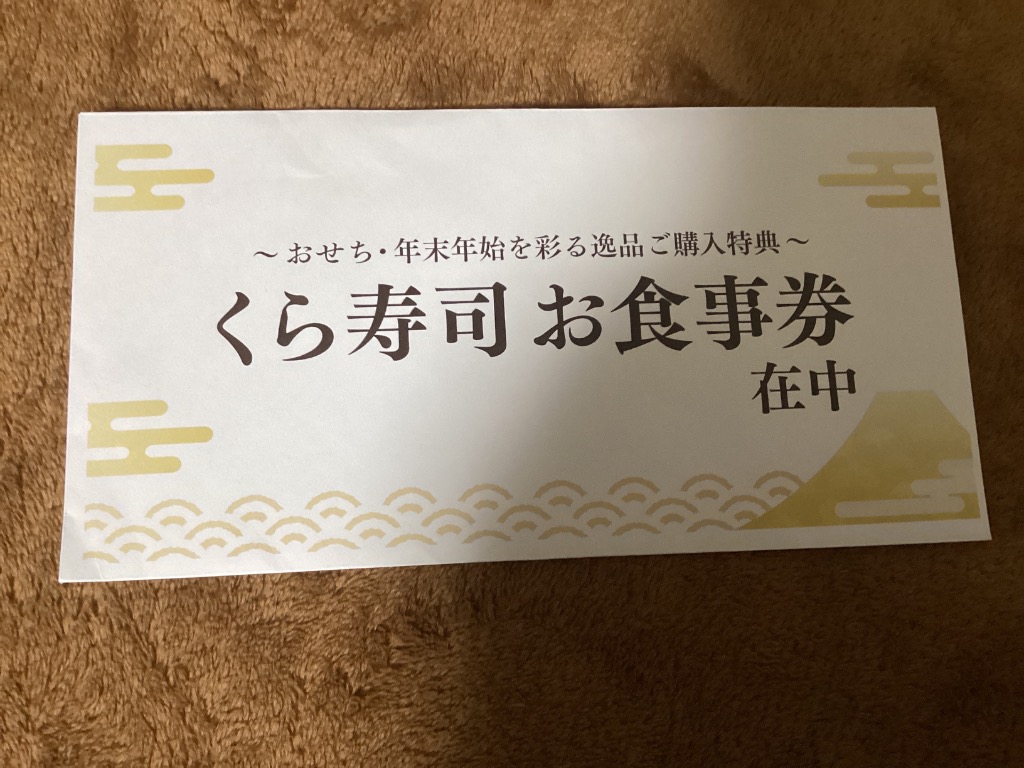 ～おせち・年末年始を彩る逸品ご購入特典～
くら寿司 お食事券
在中